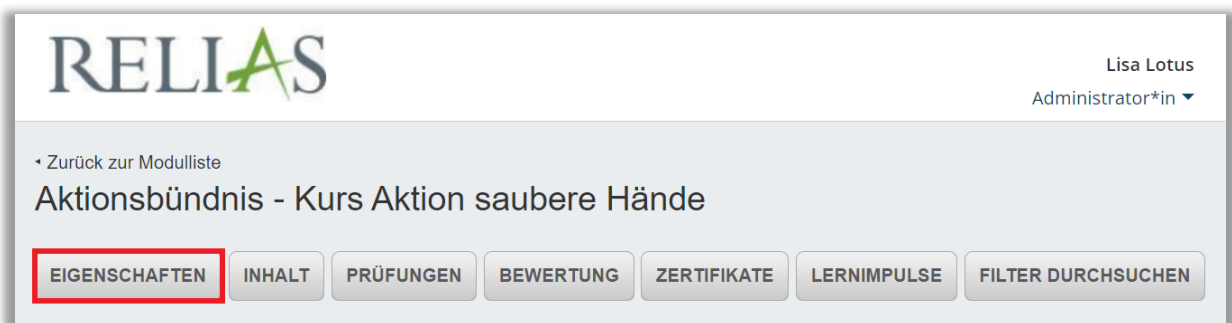 RELIAS
Lisa Lotus
Administrator*in
Zurück zur Modulliste
Aktionsbündnis - Kurs Aktion saubere Hände
EIGENSCHAFTEN INHALT PRÜFUNGEN BEWERTUNG ZERTIFIKATE LERNIMPULSE FILTER DURCHSUCHEN